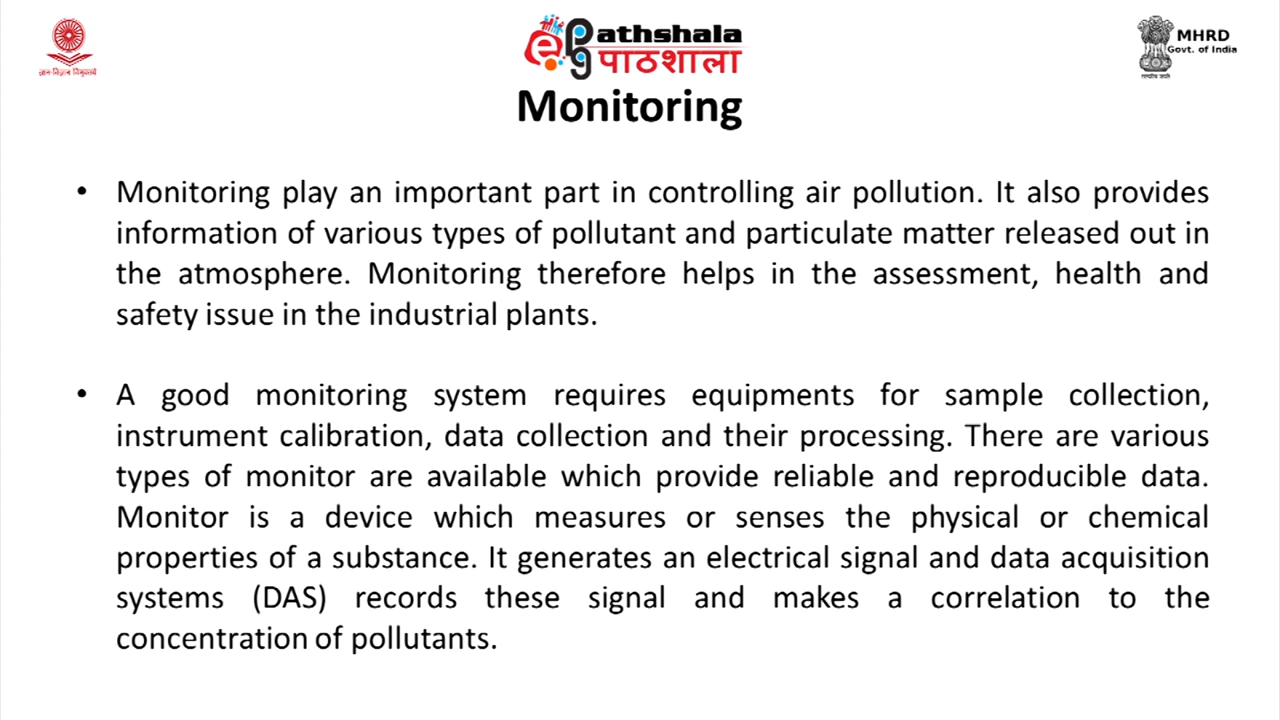 ज्ञान-विज्ञान विमुक्तये
ePathshala
पाठशाला
MHRD
Govt. of India
सत्यमेव जयते
Monitoring
• Monitoring play an important part in controlling air pollution. It also provides
information of various types of pollutant and particulate matter released out in
the atmosphere. Monitoring therefore helps in the assessment, health and
safety issue in the industrial plants.
• A good monitoring system requires equipments for sample collection,
instrument calibration, data collection and their processing. There are various
types of monitor are available which provide reliable and reproducible data.
Monitor is a device which measures or senses the physical or chemical
properties of a substance. It generates an electrical signal and data acquisition
systems (DAS) records these signal and makes a correlation to the
concentration of pollutants.